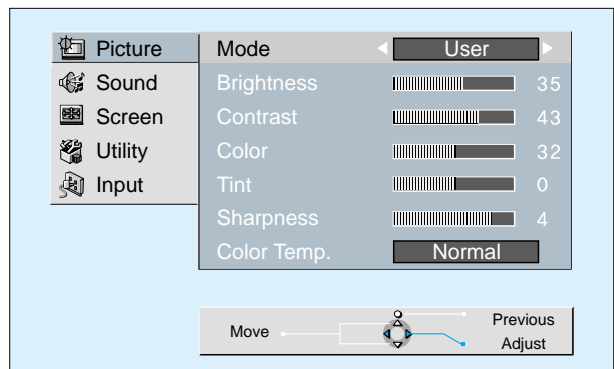 Picture
Sound
Screen
Utility
Input
Mode User
Brightness 35
Contrast 43
Color 32
Tint 0
Sharpness 4
Color Temp. Normal
Move
Previous
Adjust